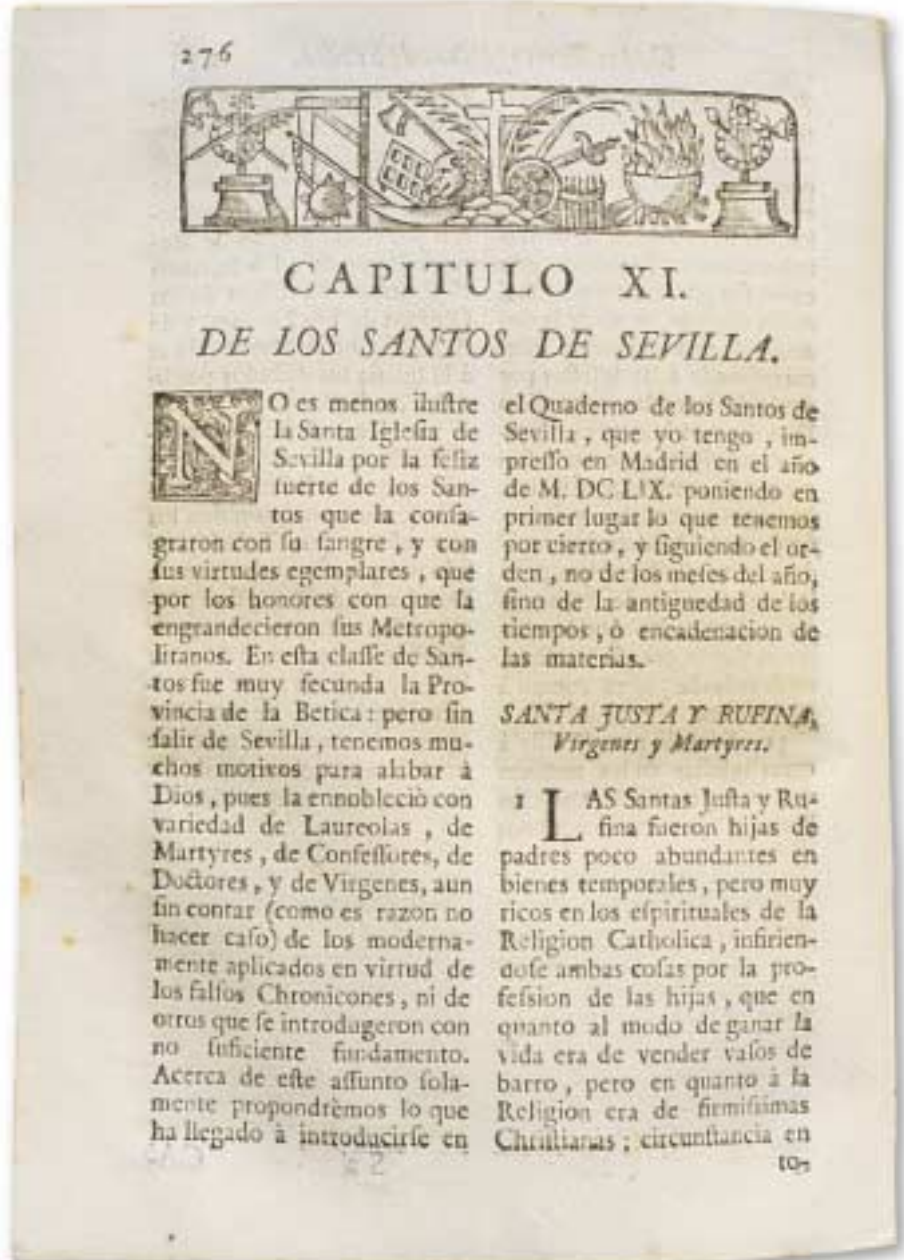 276
CAPITULO XI.
DE LOS SANTOS DE SEVILLA.
NO es menos iluſtre
la Santa Igleſia de
Sevilla por la feliz
ſuerte de los San-
tos que la conſa-
graron con ſu ſangre, y con
ſus virtudes egemplares, que
por los honores con que la
engrandecieron ſus Metropo-
litanos. En eſta claſſe de San-
tos fue muy fecunda la Pro-
vincia de la Betica: pero ſin
ſalir de Sevilla, tenemos mu-
chos motivos para alabar à
Dios, pues la ennobleciò con
variedad de Laureolas, de
Martyres, de Confeſſores, de
Doctores, y de Virgenes, aun
ſin contar (como es razon no
hacer caſo) de los moderna-
mente aplicados en virtud de
los falſos Chronicones, ni de
otros que ſe introdugeron con
no ſuficiente fundamento.
Acerca de eſte aſſunto ſola-
mente propondrèmos lo que
ha llegado à introducirſe en
el Quaderno de los Santos de
Sevilla, que yo tengo, im-
preſſo en Madrid en el año
de M. DC LIX. poniendo en
primer lugar lo que tenemos
por cierto, y ſiguiendo el or-
den, no de los meſes del año,
ſino de la antiguedad de los
tiempos, ò encadenacion de
las materias.
SANTA JUSTA Y RUFINA,
Virgenes y Martyres.
1 LAS Santas Juſta y Ru-
fina fueron hijas de
padres poco abundantes en
bienes temporales, pero muy
ricos en los eſpirituales de la
Religion Catholica, infirien-
doſe ambas coſas por la pro-
feſsion de las hijas, que en
quanto al modo de ganar la
vida era de vender vaſos de
barro, pero en quanto à la
Religion era de firmiſsimas
Chriſtianas; circunſtancia en
to-